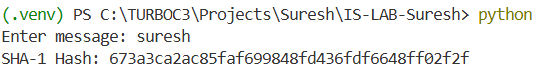 (.venv) PS C:\TURBOC3\Projects\Suresh\IS-LAB-Suresh> python
Enter message: suresh
SHA-1 Hash: 673a3ca2ac85faf699848fd436fdf6648ff02f2f